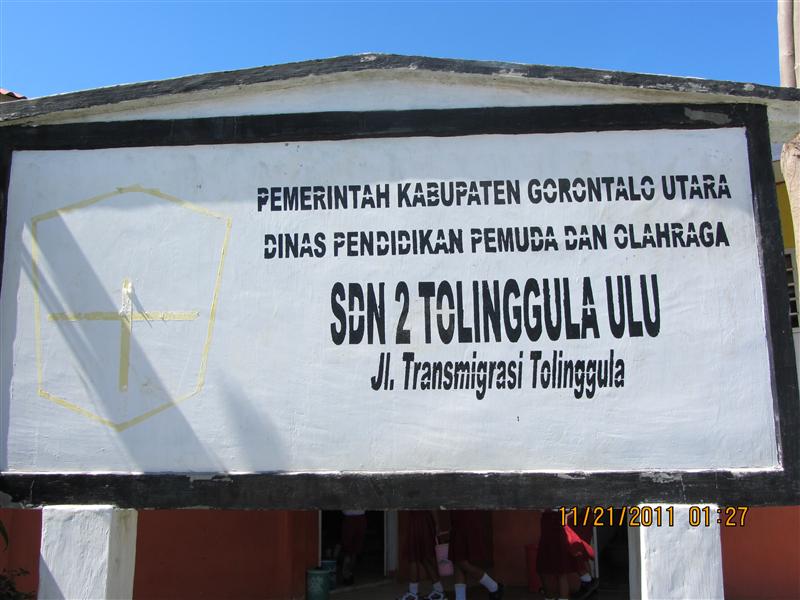 PEMERINTAH KABUPATEN GORONTALO UTARA
DINAS PENDIDIKAN PEMUDA DAN OLAHRAGA
SDN 2 TOLINGGULA ULU
Jl. Transmigrasi Tolinggula
11/21/2011 01:27